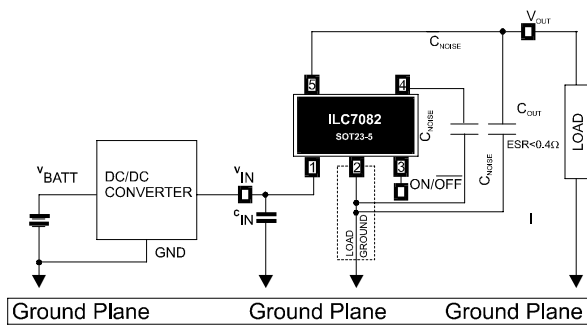 VOUT
CNOISE
5
4
ILC7082
SOT23-5
CNOISE
COUT
ESR<0.4Ω
CNOISE
LOAD
VBATT
DC/DC
CONVERTER
VIN
1
2
3
ON/OFF
CIN
LOAD
GROUND
GND
I
Ground Plane
Ground Plane
Ground Plane